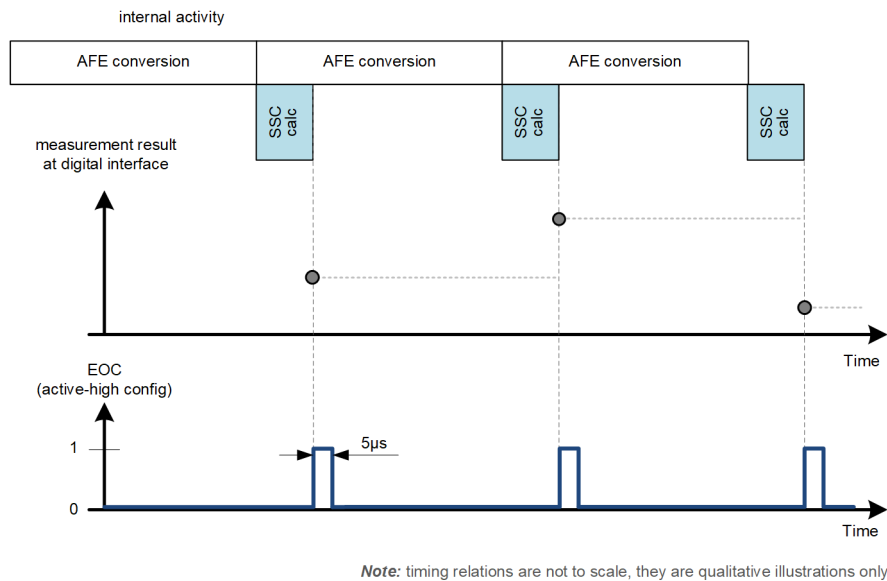 internal activity
AFE conversion
AFE conversion
AFE conversion
SSC
calc
SSC
calc
SSC
calc
measurement result
at digital interface
Time
EOC
(active-high config)
1
5µs
0
Time
Note: timing relations are not to scale, they are qualitative illustrations only